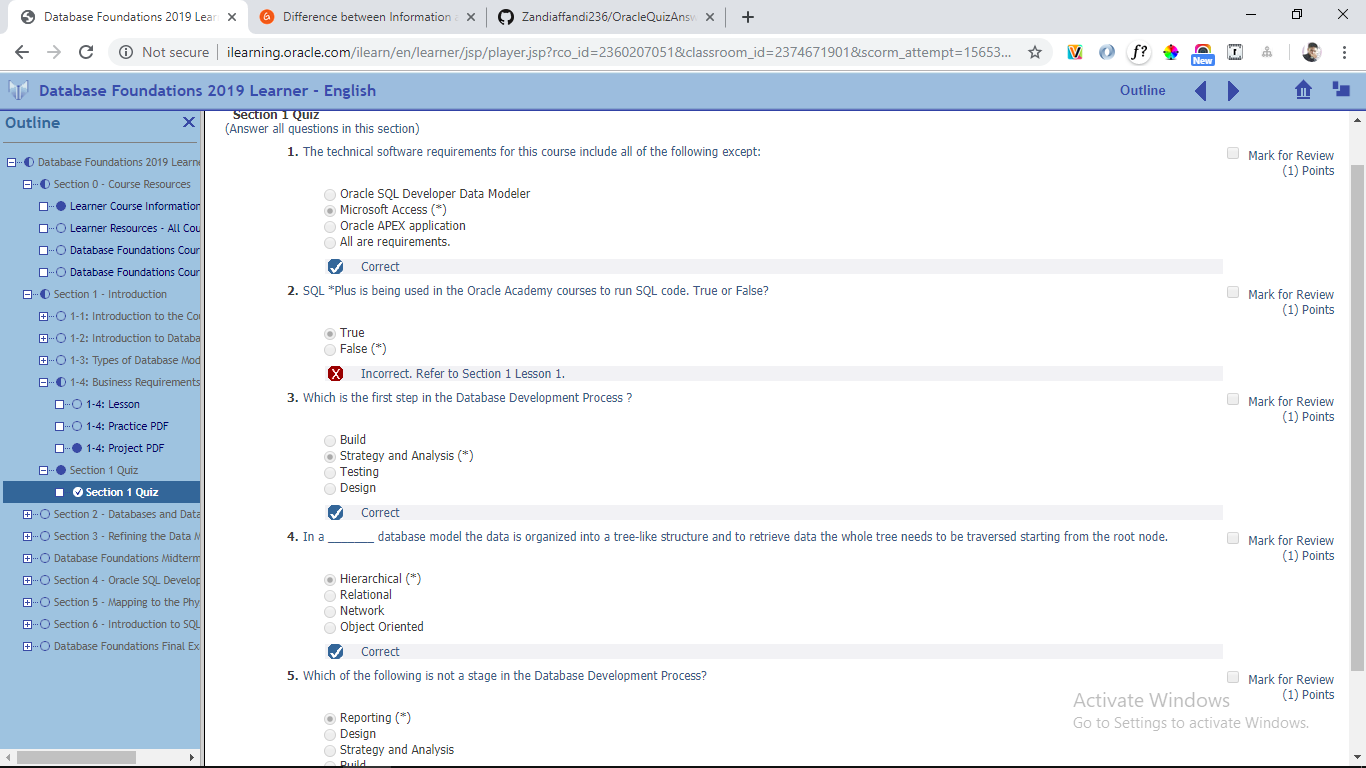 Database Foundations 2019 Lear
Difference between Information
Zandiaffandi236/OracleQuizAnsw
Not secure
ilearning.oracle.com/ilearn/en/learner/jsp/player.jsp?rco_id=2360207051&classroom_id=2374671901&scorm_attempt=15653...
f?
New
Database Foundations 2019 Learner - English
Outline
Outline
Database Foundations 2019 Learn
Section 0 - Course Resources
Learner Course Information
Learner Resources - All Cou
Database Foundations Cour
Database Foundations Cour
Section 1 - Introduction
1-1: Introduction to the Co
1-2: Introduction to Databa
1-3: Types of Database Mod
1-4: Business Requirements
1-4: Lesson
1-4: Practice PDF
1-4: Project PDF
Section 1 Quiz
Section 1 Quiz
Section 2 - Databases and Data
Section 3 - Refining the Data M
Database Foundations Midterm
Section 4 - Oracle SQL Develop
Section 5 - Mapping to the Phy
Section 6 - Introduction to SQL
Database Foundations Final Ex
Section 1 Quiz
(Answer all questions in this section)
1. The technical software requirements for this course include all of the following except:
Mark for Review
(1) Points
Oracle SQL Developer Data Modeler
Microsoft Access (*)
Oracle APEX application
All are requirements.
Correct
2. SQL *Plus is being used in the Oracle Academy courses to run SQL code. True or False?
Mark for Review
(1) Points
True
False (*)
Incorrect. Refer to Section 1 Lesson 1.
3. Which is the first step in the Database Development Process ?
Mark for Review
(1) Points
Build
Strategy and Analysis (*)
Testing
Design
Correct
4. In a _______ database model the data is organized into a tree-like structure and to retrieve data the whole tree needs to be traversed starting from the root node.
Mark for Review
(1) Points
Hierarchical (*)
Relational
Network
Object Oriented
Correct
5. Which of the following is not a stage in the Database Development Process?
Mark for Review
(1) Points
Reporting (*)
Design
Strategy and Analysis
Build
Activate Windows
Go to Settings to activate Windows.